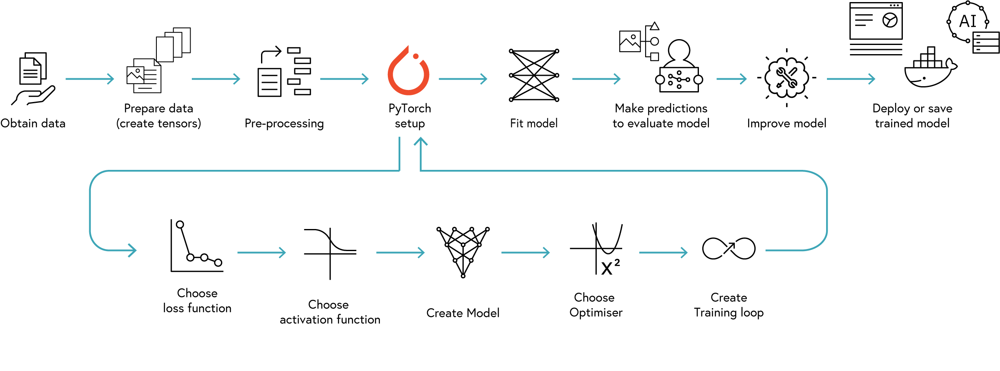 AI
Obtain data
Prepare data
(create tensors)
Pre-processing
PyTorch
setup
Fit model
Make predictions
to evaluate model
Improve model
Deploy or save
trained model
Choose
loss function
Choose
activation function
Create Model
X²
Choose
Optimiser
Create
Training loop